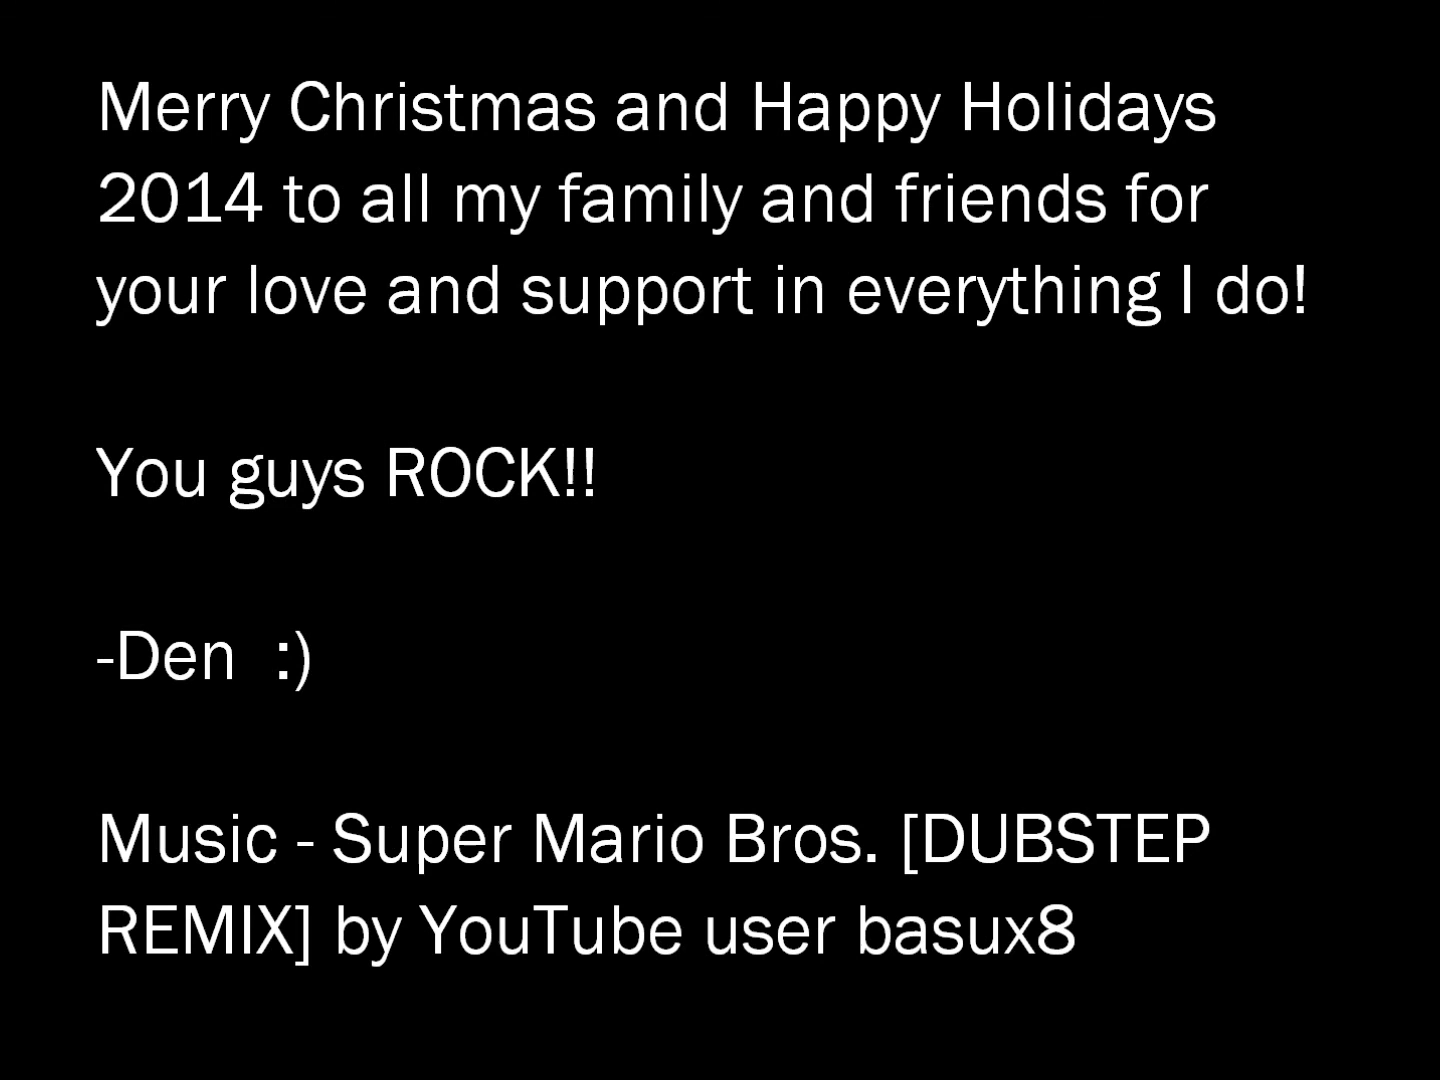 Merry Christmas and Happy Holidays
2014 to all my family and friends for
your love and support in everything I do!
You guys ROCK!!
-Den  :)
Music - Super Mario Bros. [DUBSTEP
REMIX] by YouTube user basux8